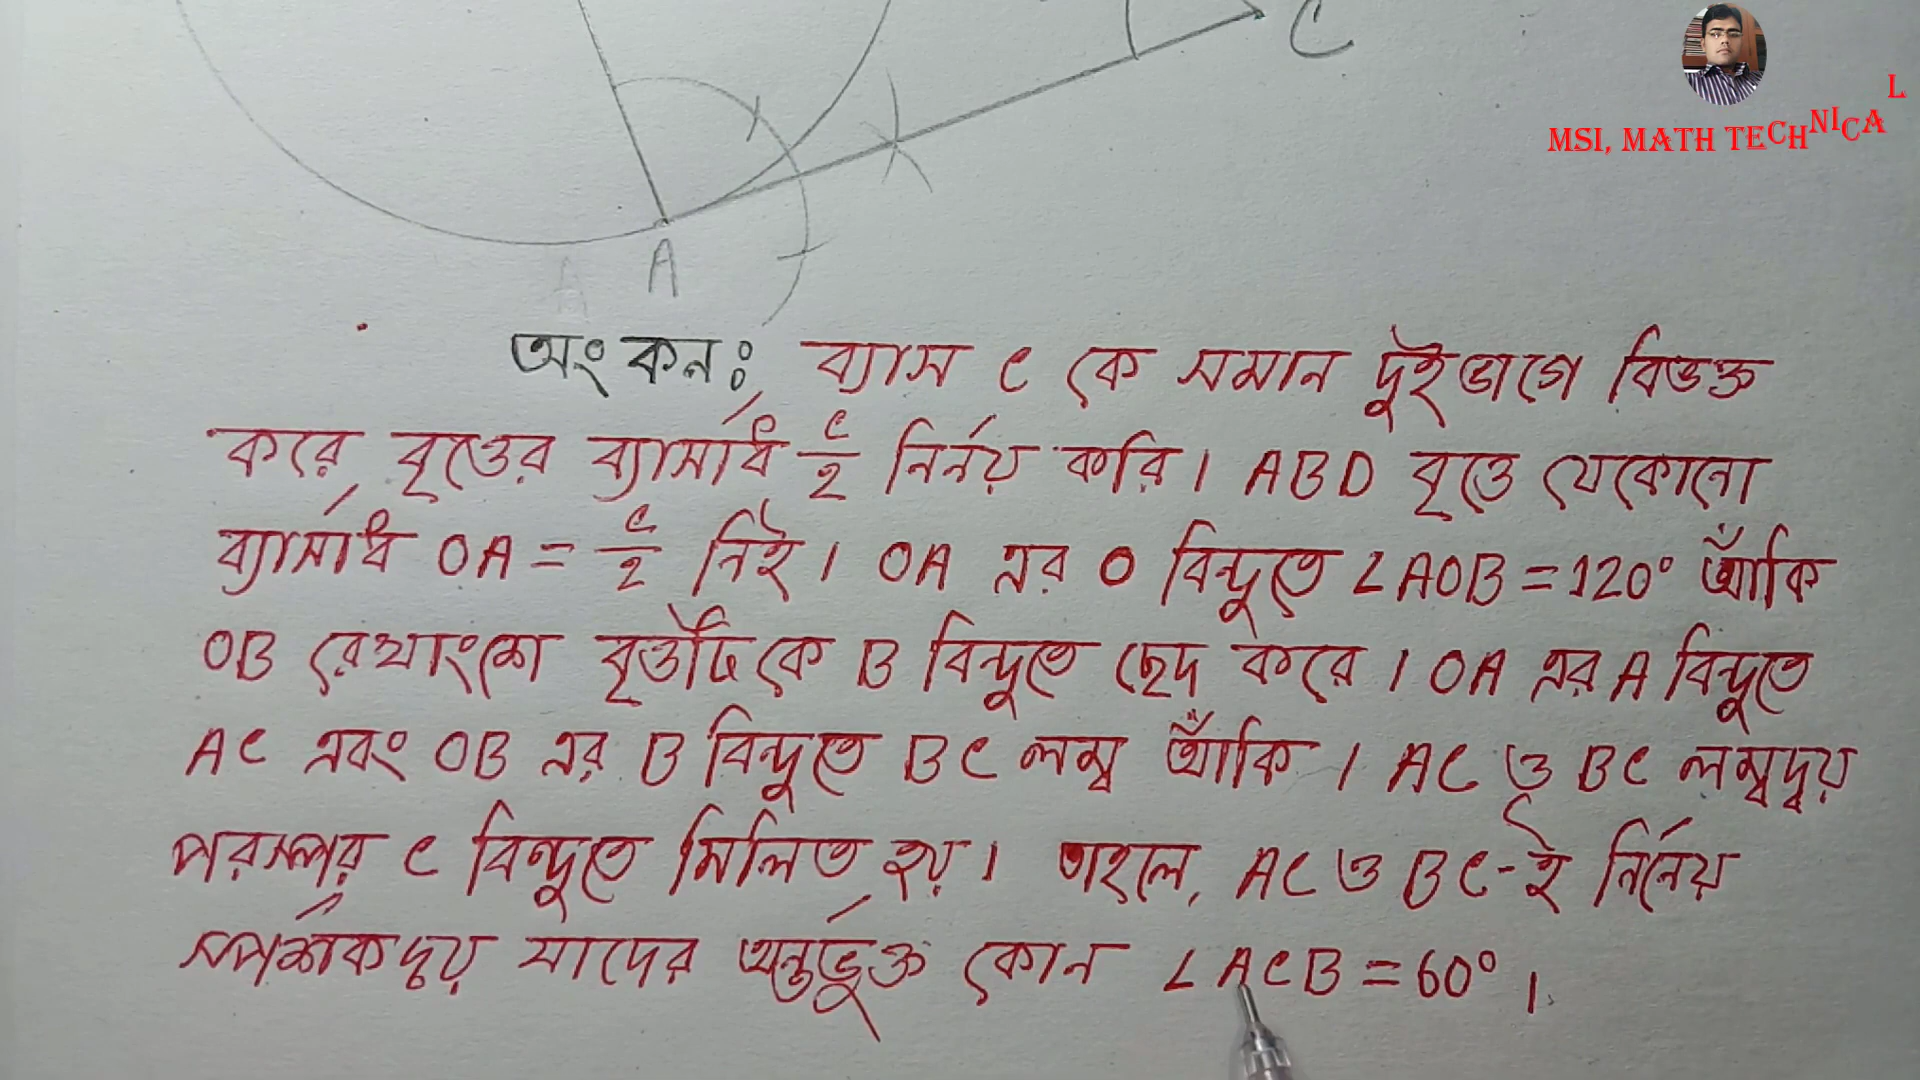 C
MSI, MATH TECHNICAL
A
A
অংকন: ব্যাস c কে সমান দুইভাগে বিভক্ত
করে বৃত্তের ব্যাসার্ধ c/2 নির্নয় করি। ABD বৃত্তে যেকোনো
ব্যাসার্ধ OA = c/2 নিই। OA এর O বিন্দুতে ∠AOB = 120° আঁকি
OB রেখাংশে বৃত্তটিকে B বিন্দুতে ছেদ করে। OA এর A বিন্দুতে
AC এবং OB এর B বিন্দুতে BC লম্ব আঁকি। AC ও BC লম্বদ্বয়
পরস্পর C বিন্দুতে মিলিত হয়। তাহলে, AC ও BC-ই নির্নেয়
স্পর্শকদ্বয় যাদের অন্তর্ভুক্ত কোন ∠ACB = 60°।